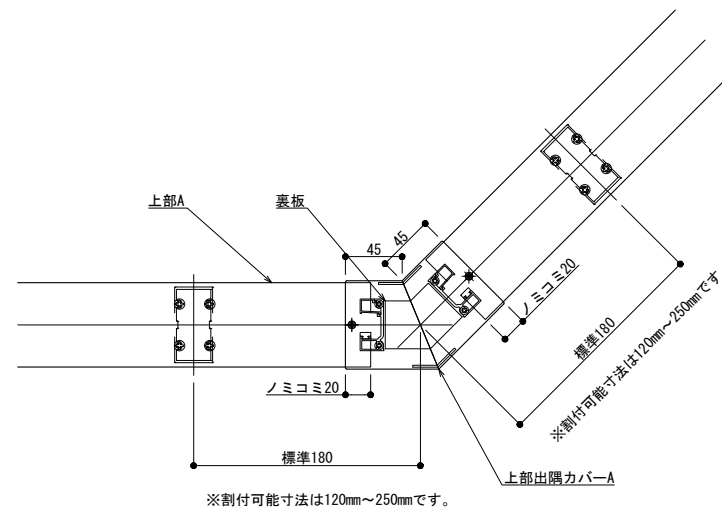 上部A
裏板
45
45
ノミコミ20
標準180
※割付可能寸法は120mm～250mmです
ノミコミ20
標準180
上部出隅カバーA
※割付可能寸法は120mm～250mmです。